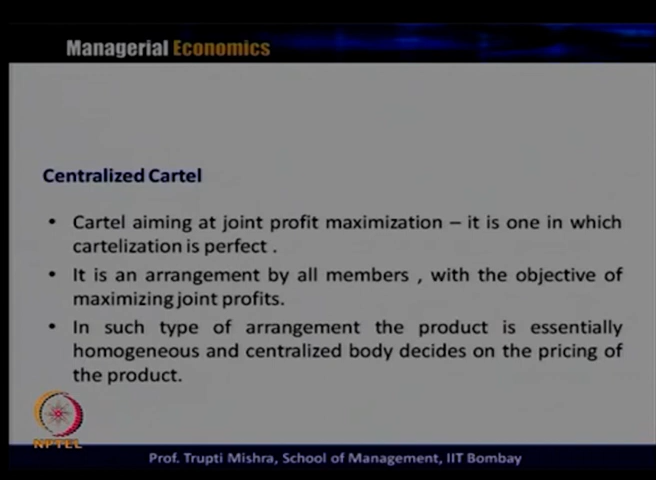 Managerial Economics
Centralized Cartel
• Cartel aiming at joint profit maximization – it is one in which
cartelization is perfect .
• It is an arrangement by all members , with the objective of
maximizing joint profits.
• In such type of arrangement the product is essentially
homogeneous and centralized body decides on the pricing of
the product.
NPTEL
Prof. Trupti Mishra, School of Management, IIT Bombay